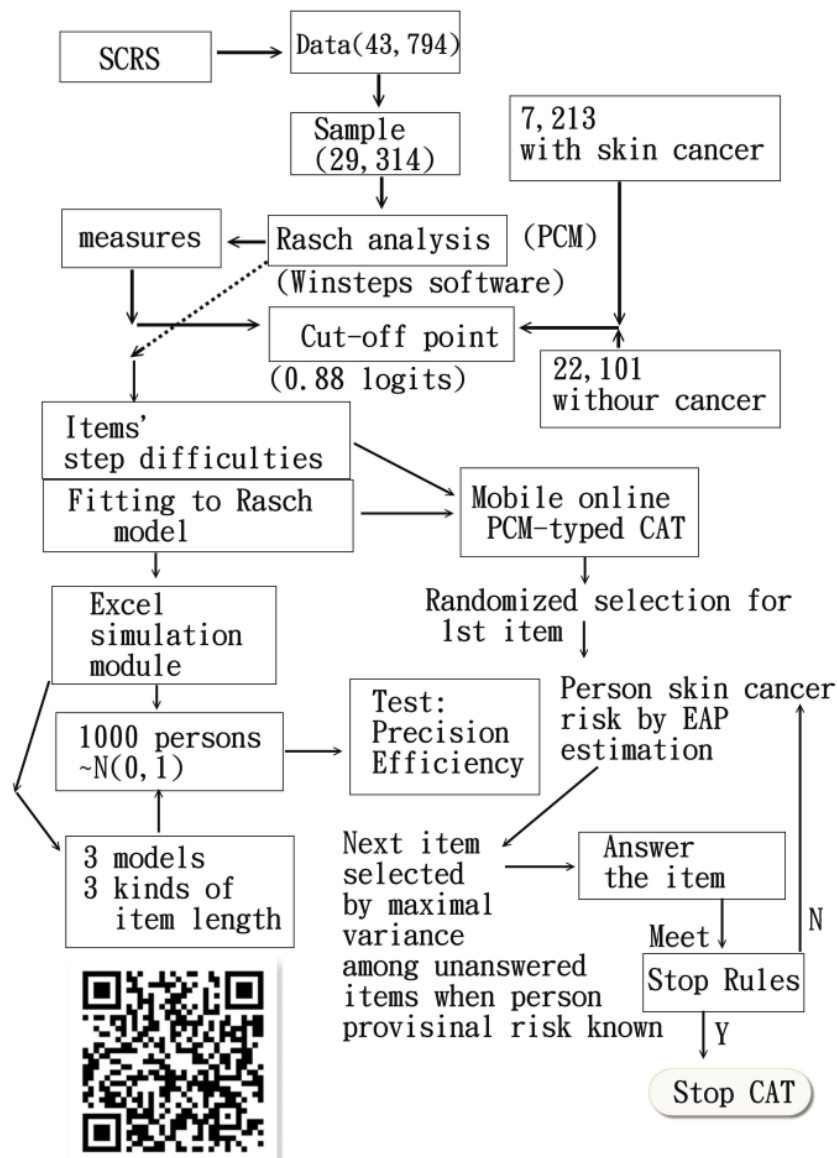 SCRS
Data(43,794)
Sample
(29,314)
7,213
with skin cancer
measures
Rasch analysis
(PCM)
(Winsteps software)
Cut-off point
(0.88 logits)
22,101
withour cancer
Items'
step difficulties
Fitting to Rasch
model
Mobile online
PCM-typed CAT
Excel
simulation
module
Randomized selection for
1st item
1000 persons
~N(0,1)
Test:
Precision
Efficiency
Person skin cancer
risk by EAP
estimation
3 models
3 kinds of
item length
Next item
selected
by maximal
variance
among unanswered
items when person
provisinal risk known
Answer
the item
Meet
N
Stop Rules
Y
Stop CAT